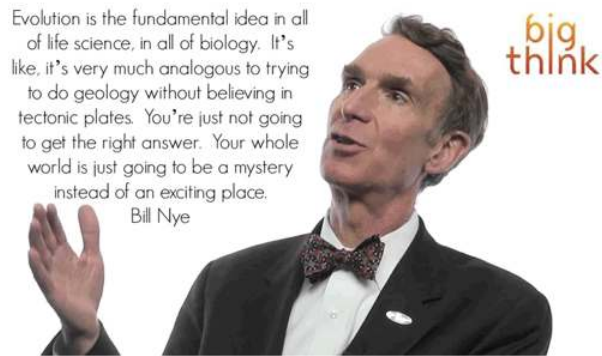 Evolution is the fundamental idea in all
of life science, in all of biology. It's
like, it's very much analogous to trying
to do geology without believing in
tectonic plates. You're just not going
to get the right answer. Your whole
world is just going to be a mystery
instead of an exciting place.
Bill Nye
big
think